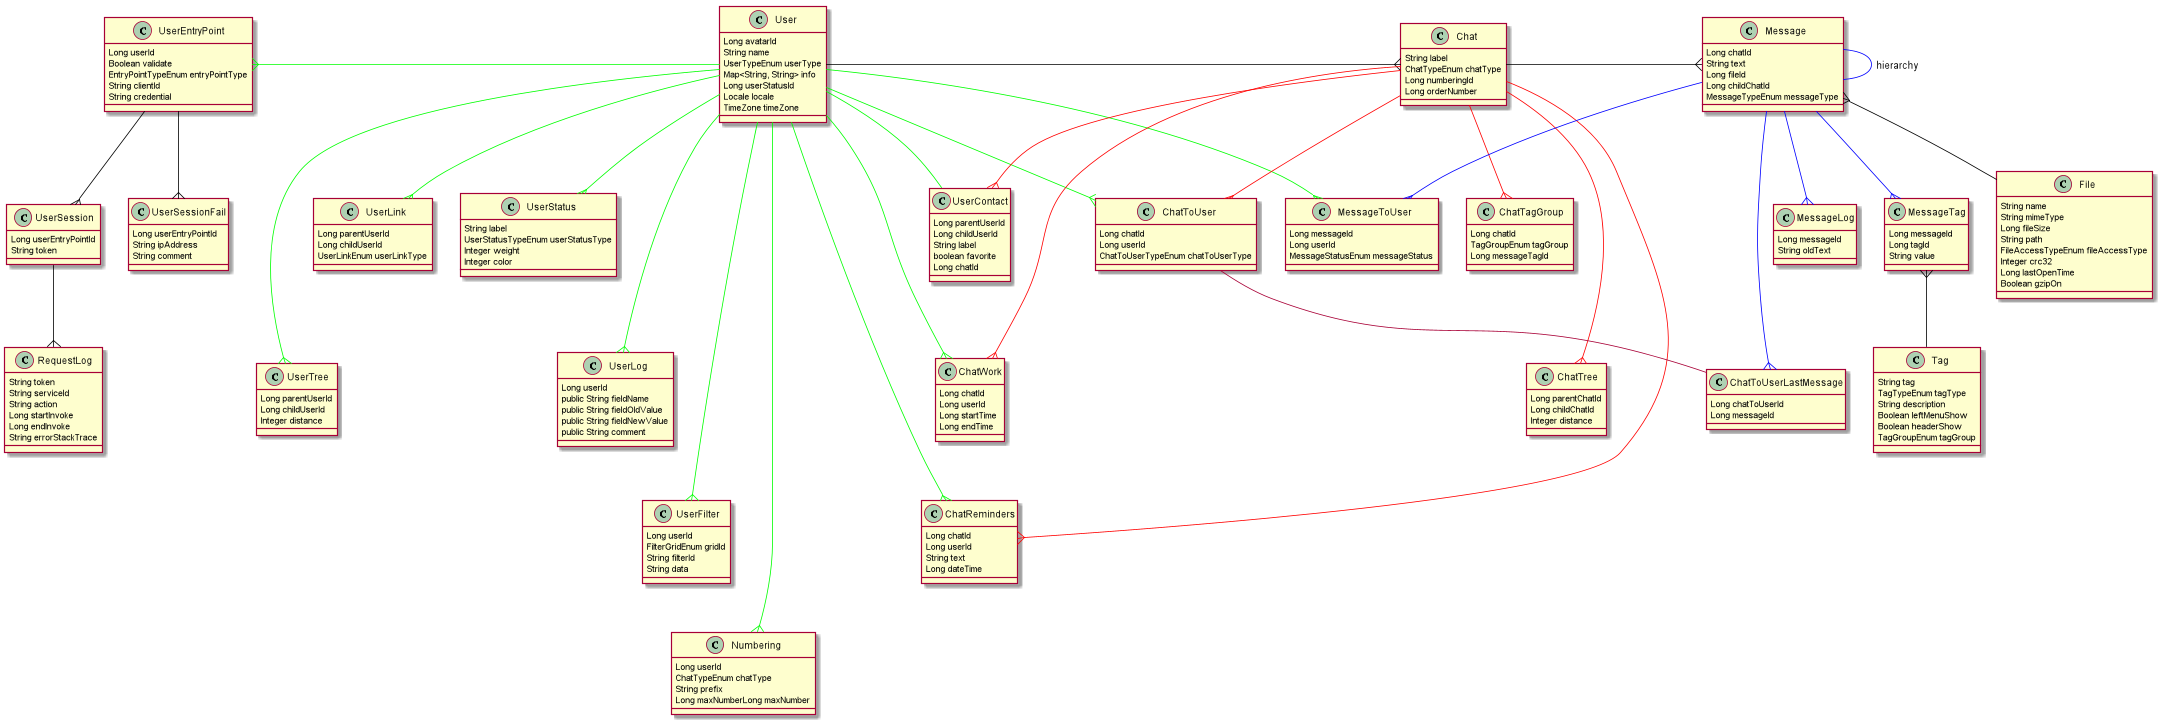 C UserEntryPoint
Long userId
Boolean validate
EntryPointTypeEnum entryPointType
String clientId
String credential
C User
Long avatarId
String name
UserTypeEnum userType
Map<String, String> info
Long userStatusId
Locale locale
TimeZone timeZone
C Chat
String label
ChatTypeEnum chatType
Long numberingId
Long orderNumber
C Message
Long chatId
String text
Long fileId
Long childChatId
MessageTypeEnum messageType
hierarchy
C UserSession
Long userEntryPointId
String token
C UserSessionFail
Long userEntryPointId
String ipAddress
String comment
C UserLink
Long parentUserId
Long childUserId
UserLinkEnum userLinkType
C UserStatus
String label
UserStatusTypeEnum userStatusType
Integer weight
Integer color
C UserContact
Long parentUserId
Long childUserId
String label
boolean favorite
Long chatId
C ChatToUser
Long chatId
Long userId
ChatToUserTypeEnum chatToUserType
C MessageToUser
Long messageId
Long userId
MessageStatusEnum messageStatus
C ChatTagGroup
Long chatId
TagGroupEnum tagGroup
Long messageTagId
C MessageLog
Long messageId
String oldText
C MessageTag
Long messageId
Long tagId
String value
C File
String name
String mimeType
Long fileSize
String path
FileAccessTypeEnum fileAccessType
Integer crc32
Long lastOpenTime
Boolean gzipOn
C RequestLog
String token
String serviceId
String action
Long startInvoke
Long endInvoke
String errorStackTrace
C UserTree
Long parentUserId
Long childUserId
Integer distance
C UserLog
Long userId
public String fieldName
public String fieldOldValue
public String fieldNewValue
public String comment
C ChatWork
Long chatId
Long userId
Long startTime
Long endTime
C ChatTree
Long parentChatId
Long childChatId
Integer distance
C ChatToUserLastMessage
Long chatToUserId
Long messageId
C Tag
String tag
TagTypeEnum tagType
String description
Boolean leftMenuShow
Boolean headerShow
TagGroupEnum tagGroup
C UserFilter
Long userId
FilterGridEnum gridId
String filterId
String data
C ChatReminders
Long chatId
Long userId
String text
Long dateTime
C Numbering
Long userId
ChatTypeEnum chatType
String prefix
Long maxNumberLong maxNumber